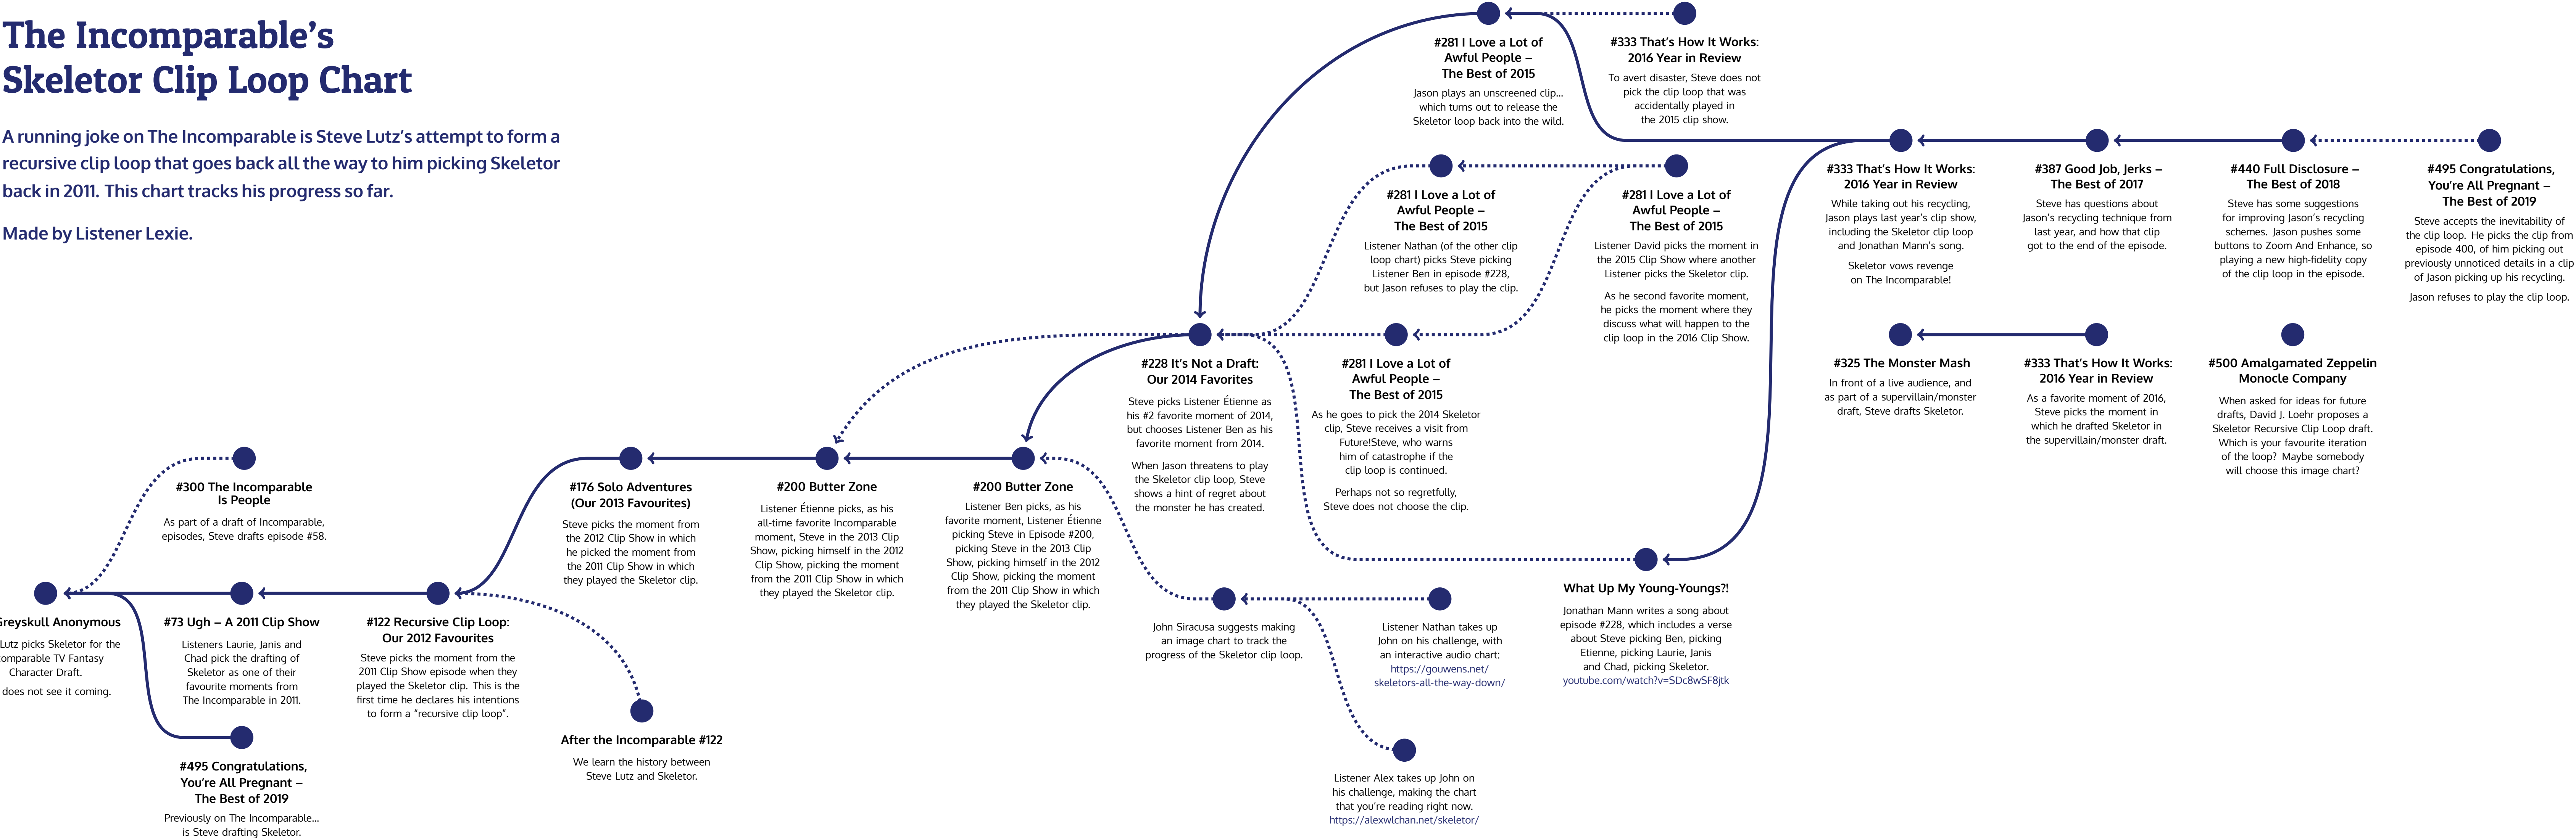 The Incomparable’s
Skeletor Clip Loop Chart
A running joke on The Incomparable is Steve Lutz’s attempt to form a
recursive clip loop that goes back all the way to him picking Skeletor
back in 2011. This chart tracks his progress so far.
Made by Listener Lexie.
#281 I Love a Lot of
Awful People –
The Best of 2015
Jason plays an unscreened clip...
which turns out to release the
Skeletor loop back into the wild.
#333 That’s How It Works:
2016 Year in Review
To avert disaster, Steve does not
pick the clip loop that was
accidentally played in
the 2015 clip show.
#281 I Love a Lot of
Awful People –
The Best of 2015
Listener Nathan (of the other clip
loop chart) picks Steve picking
Listener Ben in episode #228,
but Jason refuses to play the clip.
#281 I Love a Lot of
Awful People –
The Best of 2015
Listener David picks the moment in
the 2015 Clip Show where another
Listener picks the Skeletor clip.
As he second favorite moment,
he picks the moment where they
discuss what will happen to the
clip loop in the 2016 Clip Show.
#333 That’s How It Works:
2016 Year in Review
While taking out his recycling,
Jason plays last year’s clip show,
including the Skeletor clip loop
and Jonathan Mann’s song.
Skeletor vows revenge
on The Incomparable!
#387 Good Job, Jerks –
The Best of 2017
Steve has questions about
Jason’s recycling technique from
last year, and how that clip
got to the end of the episode.
#440 Full Disclosure –
The Best of 2018
Steve has some suggestions
for improving Jason’s recycling
schemes. Jason pushes some
buttons to Zoom And Enhance, so
playing a new high-fidelity copy
of the clip loop in the episode.
#495 Congratulations,
You’re All Pregnant –
The Best of 2019
Steve accepts the inevitability of
the clip loop. He picks the clip from
episode 400, of him picking out
previously unnoticed details in a clip
of Jason picking up his recycling.
Jason refuses to play the clip loop.
#228 It’s Not a Draft:
Our 2014 Favorites
Steve picks Listener Étienne as
his #2 favorite moment of 2014,
but chooses Listener Ben as his
favorite moment from 2014.
When Jason threatens to play
the Skeletor clip loop, Steve
shows a hint of regret about
the monster he has created.
#281 I Love a Lot of
Awful People –
The Best of 2015
As he goes to pick the 2014 Skeletor
clip, Steve receives a visit from
Future!Steve, who warns
him of catastrophe if the
clip loop is continued.
Perhaps not so regretfully,
Steve does not choose the clip.
#325 The Monster Mash
In front of a live audience, and
as part of a supervillain/monster
draft, Steve drafts Skeletor.
#333 That’s How It Works:
2016 Year in Review
As a favorite moment of 2016,
Steve picks the moment in
which he drafted Skeletor in
the supervillain/monster draft.
#500 Amalgamated Zeppelin
Monocle Company
When asked for ideas for future
drafts, David J. Loehr proposes a
Skeletor Recursive Clip Loop draft.
Which is your favourite iteration
of the loop? Maybe somebody
will choose this image chart?
#300 The Incomparable
Is People
As part of a draft of Incomparable,
episodes, Steve drafts episode #58.
#176 Solo Adventures
(Our 2013 Favourites)
Steve picks the moment from
the 2012 Clip Show in which
he picked the moment from
the 2011 Clip Show in which
they played the Skeletor clip.
#200 Butter Zone
Listener Étienne picks, as his
all-time favorite Incomparable
moment, Steve in the 2013 Clip
Show, picking himself in the 2012
Clip Show, picking the moment
from the 2011 Clip Show in which
they played the Skeletor clip.
#200 Butter Zone
Listener Ben picks, as his
favorite moment, Listener Étienne
picking Steve in Episode #200,
picking Steve in the 2013 Clip
Show, picking himself in the 2012
Clip Show, picking the moment
from the 2011 Clip Show in which
they played the Skeletor clip.
Greyskull Anonymous
Lutz picks Skeletor for the
comparable TV Fantasy
Character Draft.
does not see it coming.
#73 Ugh – A 2011 Clip Show
Listeners Laurie, Janis and
Chad pick the drafting of
Skeletor as one of their
favourite moments from
The Incomparable in 2011.
#122 Recursive Clip Loop:
Our 2012 Favourites
Steve picks the moment from the
2011 Clip Show episode when they
played the Skeletor clip. This is the
first time he declares his intentions
to form a “recursive clip loop”.
John Siracusa suggests making
an image chart to track the
progress of the Skeletor clip loop.
Listener Nathan takes up
John on his challenge, with
an interactive audio chart:
https://gouwens.net/
skeletors-all-the-way-down/
What Up My Young-Youngs?!
Jonathan Mann writes a song about
episode #228, which includes a verse
about Steve picking Ben, picking
Etienne, picking Laurie, Janis
and Chad, picking Skeletor.
youtube.com/watch?v=SDc8wSF8jtk
After the Incomparable #122
We learn the history between
Steve Lutz and Skeletor.
#495 Congratulations,
You’re All Pregnant –
The Best of 2019
Previously on The Incomparable...
is Steve drafting Skeletor.
Listener Alex takes up John on
his challenge, making the chart
that you’re reading right now.
https://alexwlchan.net/skeletor/